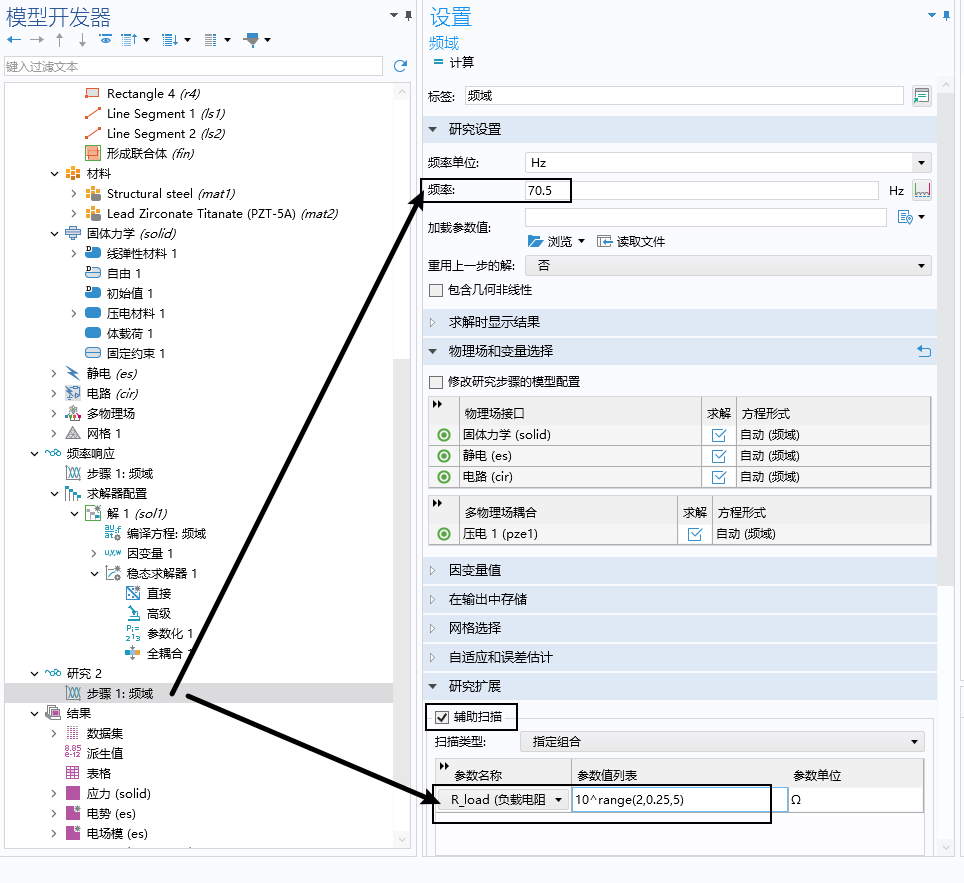 模型开发器
键入过滤文本
Rectangle 4 (r4)
Line Segment 1 (ls1)
Line Segment 2 (ls2)
形成联合体 (fin)
材料
Structural steel (mat1)
Lead Zirconate Titanate (PZT-5A) (mat2)
固体力学 (solid)
线弹性材料 1
自由 1
初始值 1
压电材料 1
体载荷 1
固定约束 1
静电 (es)
电路 (cir)
多物理场
网格 1
频率响应
步骤 1: 频域
求解器配置
解 1 (sol1)
编译方程: 频域
因变量 1
稳态求解器 1
直接
高级
参数化 1
全耦合 1
研究 2
步骤 1: 频域
结果
数据集
8.85
e-12
派生值
表格
应力 (solid)
电势 (es)
电场模 (es)
设置
频域
= 计算
标签: 频域
研究设置
频率单位: Hz
频率: 70.5 Hz
加载参数值:
浏览 读取文件
重用上一步的解: 否
包含几何非线性
求解时显示结果
物理场和变量选择
修改研究步骤的模型配置
物理场接口 求解 方程形式
固体力学 (solid) 自动 (频域)
静电 (es) 自动 (频域)
电路 (cir) 自动 (频域)
多物理场耦合 求解 方程形式
压电 1 (pze1) 自动 (频域)
因变量值
在输出中存储
网格选择
自适应和误差估计
研究扩展
辅助扫描
扫描类型: 指定组合
参数名称 参数值列表 参数单位
R_load (负载电阻 10^range(2,0.25,5) Ω